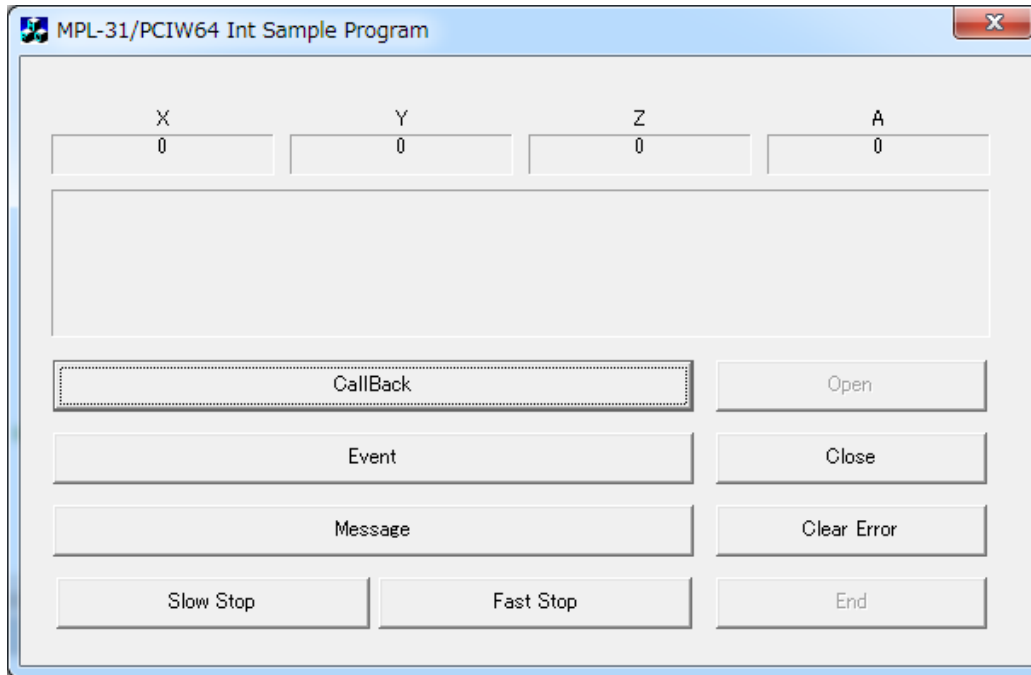 MPL-31/PCIW64 Int Sample Program
X Y Z A
0 0 0 0
CallBack Open
Event Close
Message Clear Error
Slow Stop Fast Stop End